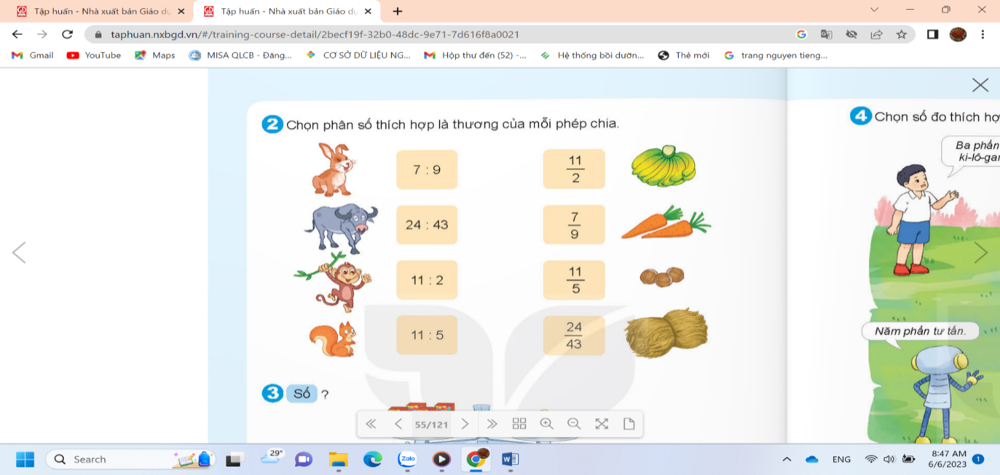 Tập huấn - Nhà xuất bản Giáo dụ
Tập huấn - Nhà xuất bản Giáo dụ
taphuan.nxbgd.vn/#/training-course-detail/2becf19f-32b0-48dc-9e71-7d616f8a0021
Gmail YouTube Maps MISA QLCB - Đăng... CƠ SỞ DỮ LIỆU NG... Hộp thư đến (52) -... Hệ thống bồi dưỡn... Thẻ mới trang nguyen tieng...
2 Chọn phân số thích hợp là thương của mỗi phép chia.
7 : 9
11
2
24 : 43
7
9
11 : 2
11
5
11 : 5
24
43
3 Số ?
4 Chọn số đo thích hợ
Ba phần
ki-lô-gam
Năm phần tư tấn.
55/121
Search
29°
Zalo
ENG
8:47 AM
6/6/2023
1